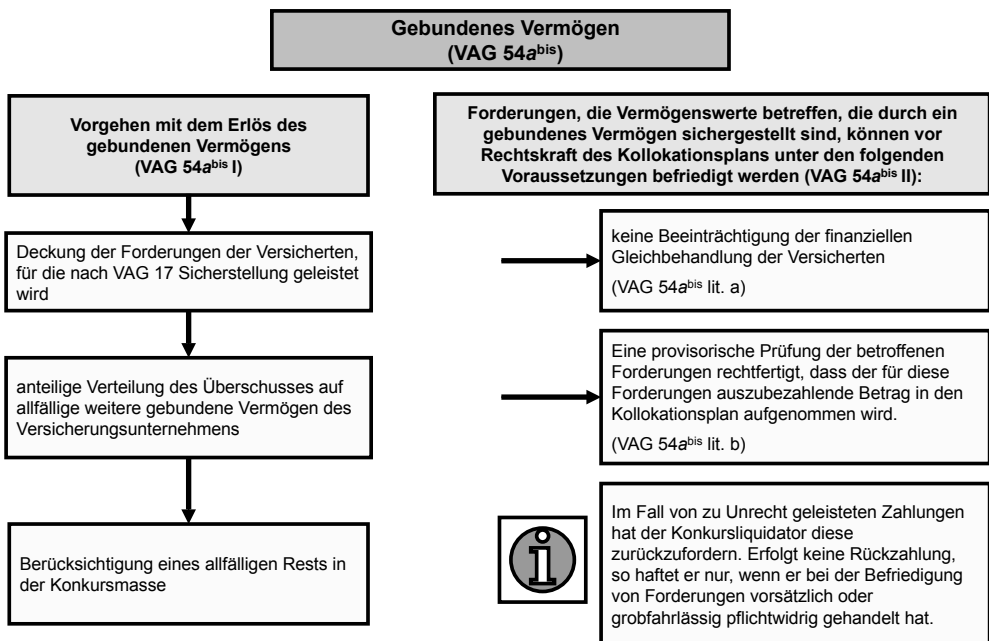 Gebundenes Vermögen
(VAG 54abis)
Vorgehen mit dem Erlös des
gebundenen Vermögens
(VAG 54abis I)
Deckung der Forderungen der Versicherten,
für die nach VAG 17 Sicherstellung geleistet
wird
anteilige Verteilung des Überschusses auf
allfällige weitere gebundene Vermögen des
Versicherungsunternehmens
Berücksichtigung eines allfälligen Rests in
der Konkursmasse
Forderungen, die Vermögenswerte betreffen, die durch ein
gebundenes Vermögen sichergestellt sind, können vor
Rechtskraft des Kollokationsplans unter den folgenden
Voraussetzungen befriedigt werden (VAG 54abis II):
keine Beeinträchtigung der finanziellen
Gleichbehandlung der Versicherten
(VAG 54abis lit. a)
Eine provisorische Prüfung der betroffenen
Forderungen rechtfertigt, dass der für diese
Forderungen auszubezahlende Betrag in den
Kollokationsplan aufgenommen wird.
(VAG 54abis lit. b)
i
Im Fall von zu Unrecht geleisteten Zahlungen
hat der Konkursliquidator diese
zurückzufordern. Erfolgt keine Rückzahlung,
so haftet er nur, wenn er bei der Befriedigung
von Forderungen vorsätzlich oder
grobfahrlässig pflichtwidrig gehandelt hat.